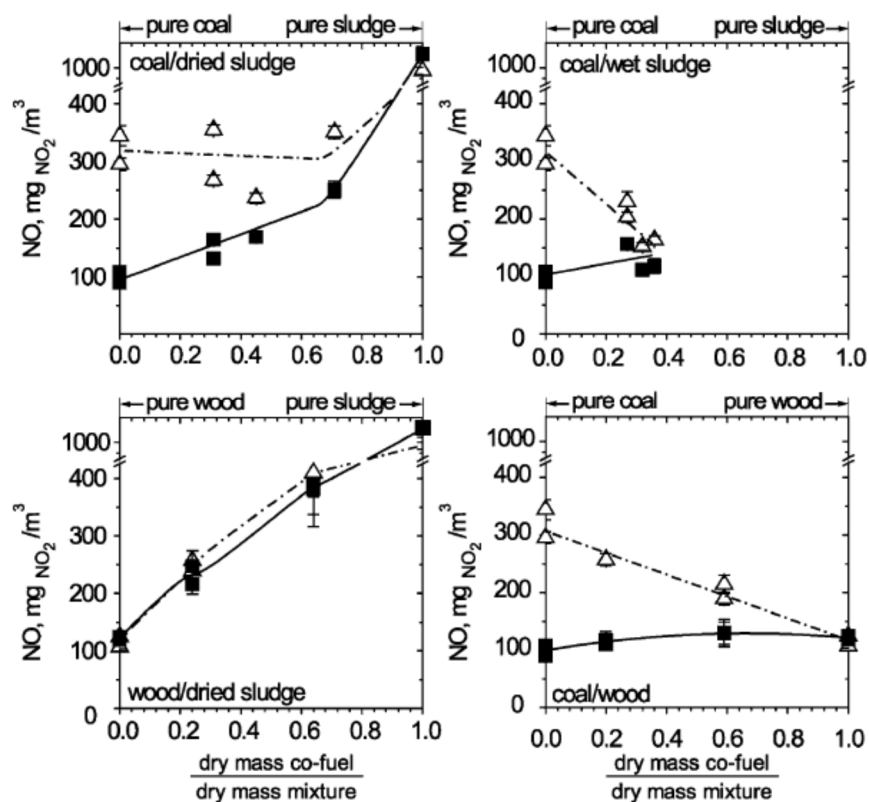 pure coal pure sludge
coal/dried sludge
NO, mg NO2 /m3
1000
400
300
200
100
0.0 0.2 0.4 0.6 0.8 1.0
pure coal pure sludge
coal/wet sludge
NO, mg NO2 /m3
1000
400
300
200
100
0
0.0 0.2 0.4 0.6 0.8 1.0
pure wood pure sludge
NO, mg NO2 /m3
1000
400
300
200
100
0
wood/dried sludge
0.0 0.2 0.4 0.6 0.8 1.0
dry mass co-fuel
dry mass mixture
pure coal pure wood
NO, mg NO2 /m3
1000
400
300
200
100
0
coal/wood
0.0 0.2 0.4 0.6 0.8 1.0
dry mass co-fuel
dry mass mixture